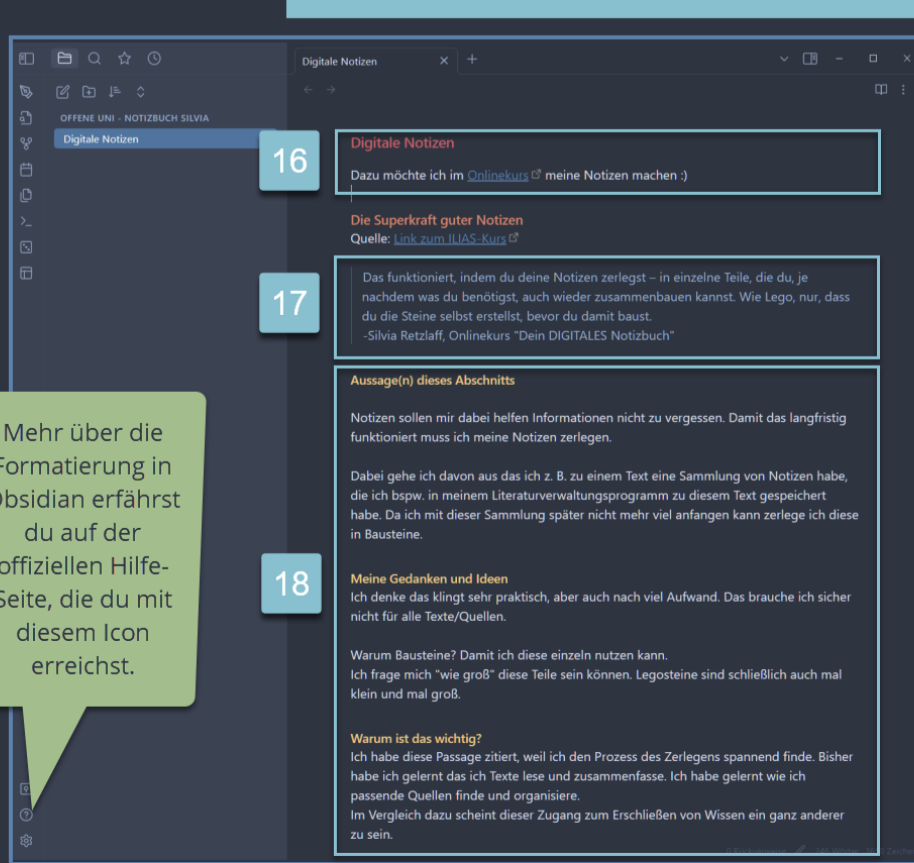 Digitale Notizen
OFFENE UNI - NOTIZBUCH SILVIA
Digitale Notizen
16
Digitale Notizen
Dazu möchte ich im Onlinekurs meine Notizen machen :)
Die Superkraft guter Notizen
Quelle: Link zum ILIAS-Kurs
17
Das funktioniert, indem du deine Notizen zerlegst – in einzelne Teile, die du, je
nachdem was du benötigst, auch wieder zusammenbauen kannst. Wie Lego, nur, dass
du die Steine selbst erstellst, bevor du damit baust.
-Silvia Retzlaff, Onlinekurs "Dein DIGITALES Notizbuch"
18
Aussage(n) dieses Abschnitts
Notizen sollen mir dabei helfen Informationen nicht zu vergessen. Damit das langfristig
funktioniert muss ich meine Notizen zerlegen.
Dabei gehe ich davon aus das ich z. B. zu einem Text eine Sammlung von Notizen habe,
die ich bspw. in meinem Literaturverwaltungsprogramm zu diesem Text gespeichert
habe. Da ich mit dieser Sammlung später nicht mehr viel anfangen kann zerlege ich diese
in Bausteine.
Meine Gedanken und Ideen
Ich denke das klingt sehr praktisch, aber auch nach viel Aufwand. Das brauche ich sicher
nicht für alle Texte/Quellen.
Warum Bausteine? Damit ich diese einzeln nutzen kann.
Ich frage mich "wie groß" diese Teile sein können. Legosteine sind schließlich auch mal
klein und mal groß.
Warum ist das wichtig?
Ich habe diese Passage zitiert, weil ich den Prozess des Zerlegens spannend finde. Bisher
habe ich gelernt das ich Texte lese und zusammenfasse. Ich habe gelernt wie ich
passende Quellen finde und organisiere.
Im Vergleich dazu scheint dieser Zugang zum Erschließen von Wissen ein ganz anderer
zu sein.
Mehr über die
Formatierung in
Obsidian erfährst
du auf der
offiziellen Hilfe-
Seite, die du mit
diesem Icon
erreichst.